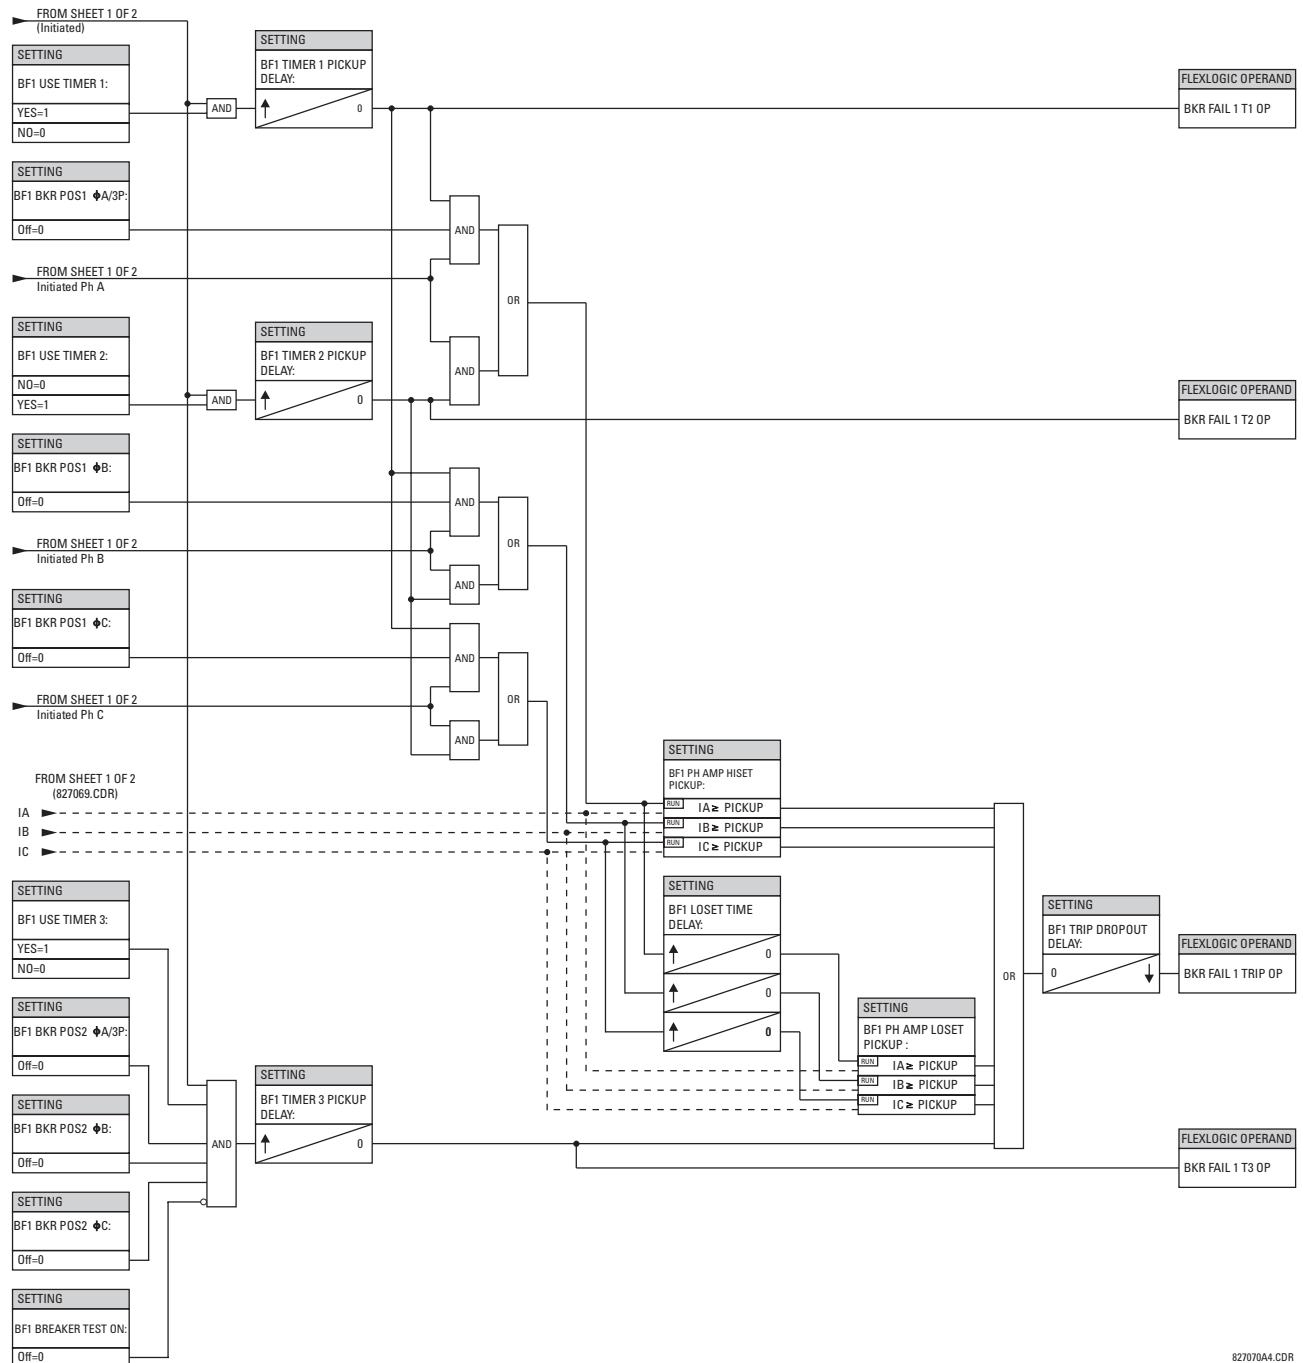 FROM SHEET 1 OF 2
(Initiated)
SETTING
BF1 USE TIMER 1:
YES=1
NO=0
AND
SETTING
BF1 TIMER 1 PICKUP
DELAY:
0
FLEXLOGIC OPERAND
BKR FAIL 1 T1 OP
SETTING
BF1 BKR POS1 ɸA/3P:
Off=0
AND
FROM SHEET 1 OF 2
Initiated Ph A
OR
SETTING
BF1 USE TIMER 2:
NO=0
YES=1
AND
SETTING
BF1 TIMER 2 PICKUP
DELAY:
0
AND
FLEXLOGIC OPERAND
BKR FAIL 1 T2 OP
SETTING
BF1 BKR POS1 ɸB:
Off=0
AND
OR
FROM SHEET 1 OF 2
Initiated Ph B
AND
SETTING
BF1 BKR POS1 ɸC:
Off=0
AND
OR
FROM SHEET 1 OF 2
Initiated Ph C
AND
FROM SHEET 1 OF 2
(827069.CDR)
IA
IB
IC
SETTING
BF1 PH AMP HISET
PICKUP:
RUN IA ≥ PICKUP
RUN IB ≥ PICKUP
RUN IC ≥ PICKUP
SETTING
BF1 LOSET TIME
DELAY:
0
0
0
SETTING
BF1 PH AMP LOSET
PICKUP :
RUN IA ≥ PICKUP
RUN IB ≥ PICKUP
RUN IC ≥ PICKUP
OR
SETTING
BF1 TRIP DROPOUT
DELAY:
0
FLEXLOGIC OPERAND
BKR FAIL 1 TRIP OP
SETTING
BF1 USE TIMER 3:
YES=1
NO=0
SETTING
BF1 BKR POS2 ɸA/3P:
Off=0
SETTING
BF1 BKR POS2 ɸB:
Off=0
AND
SETTING
BF1 TIMER 3 PICKUP
DELAY:
0
FLEXLOGIC OPERAND
BKR FAIL 1 T3 OP
SETTING
BF1 BKR POS2 ɸC:
Off=0
SETTING
BF1 BREAKER TEST ON:
Off=0
827070A4.CDR